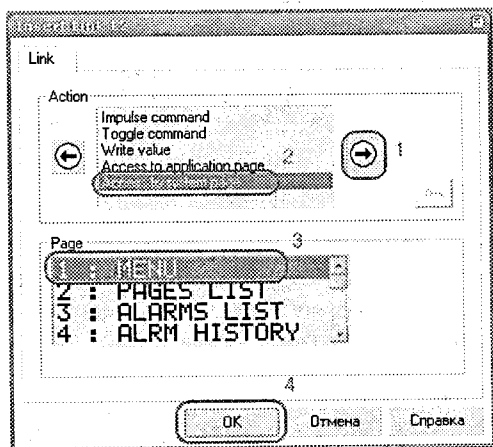 Link
Action
Impulse command
Toggle command
Write value
Access to application page
2
1
Page
3
1 : MENU
2 : PAGES LIST
3 : ALARMS LIST
4 : ALRM HISTORY
4
OK
Отмена
Справка